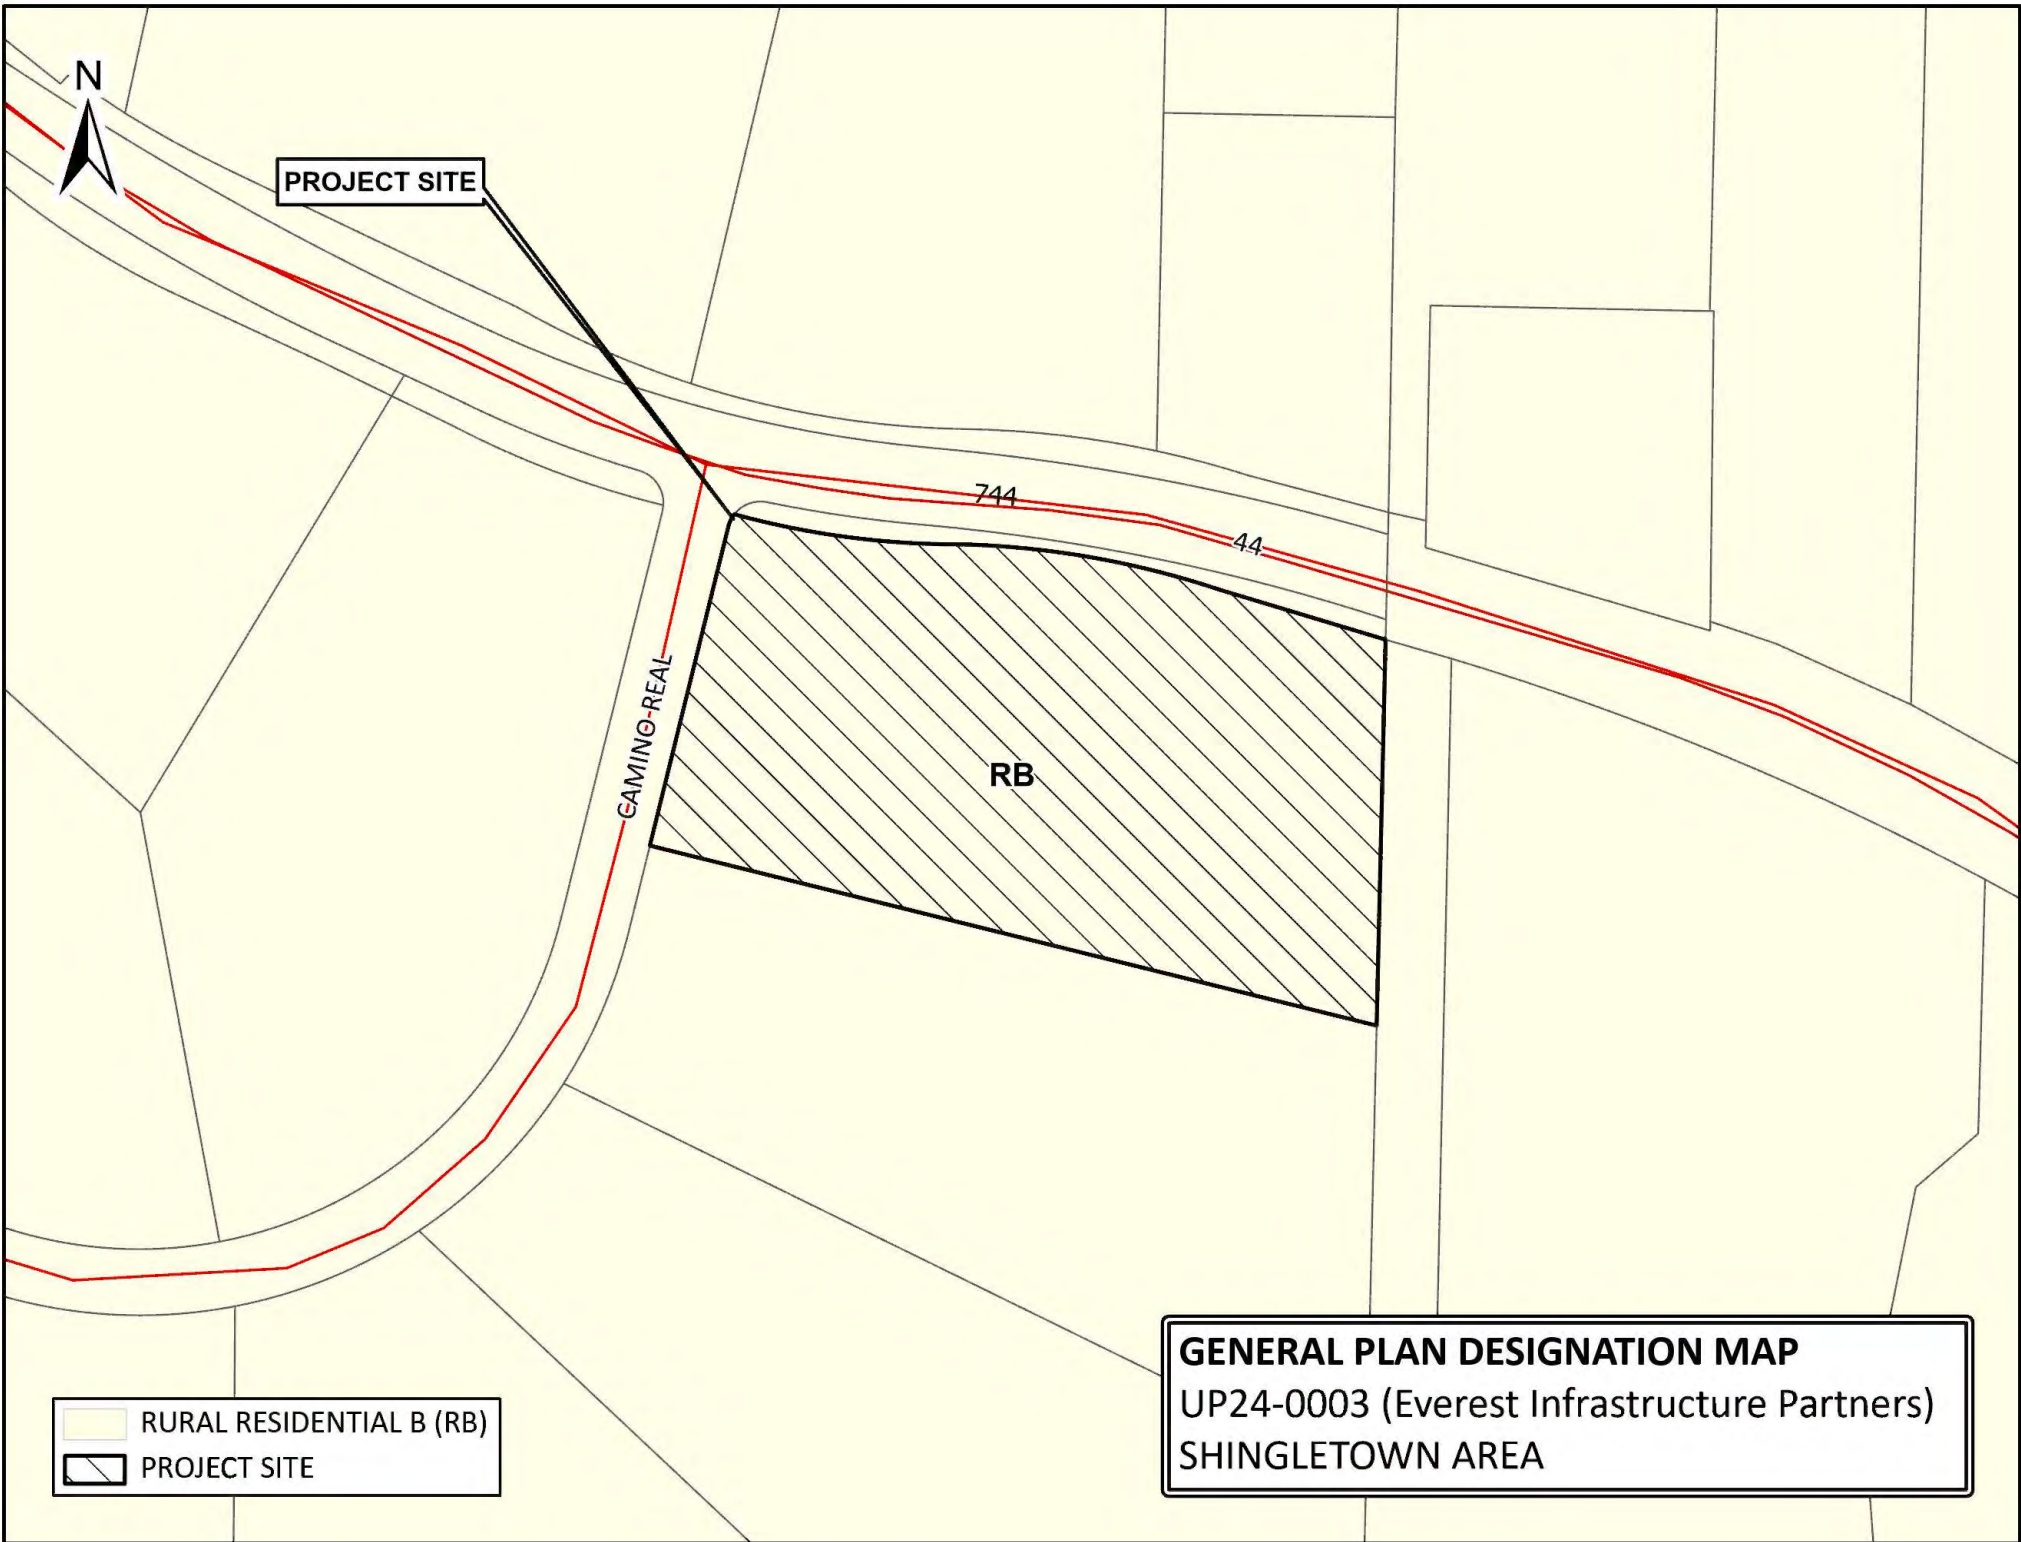 N
PROJECT SITE
744
44
CAMINO REAL
RB
RURAL RESIDENTIAL B (RB)
PROJECT SITE
GENERAL PLAN DESIGNATION MAP
UP24-0003 (Everest Infrastructure Partners)
SHINGLETOWN AREA